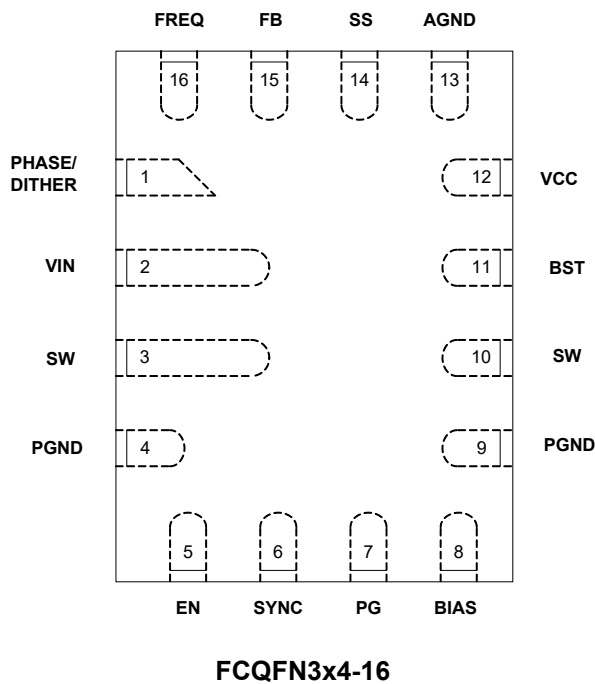 FREQ FB SS AGND
16 15 14 13
PHASE/
DITHER
1
12 VCC
VIN 2
11 BST
SW 3
10 SW
PGND 4
9 PGND
5 6 7 8
EN SYNC PG BIAS
FCQFN3x4-16